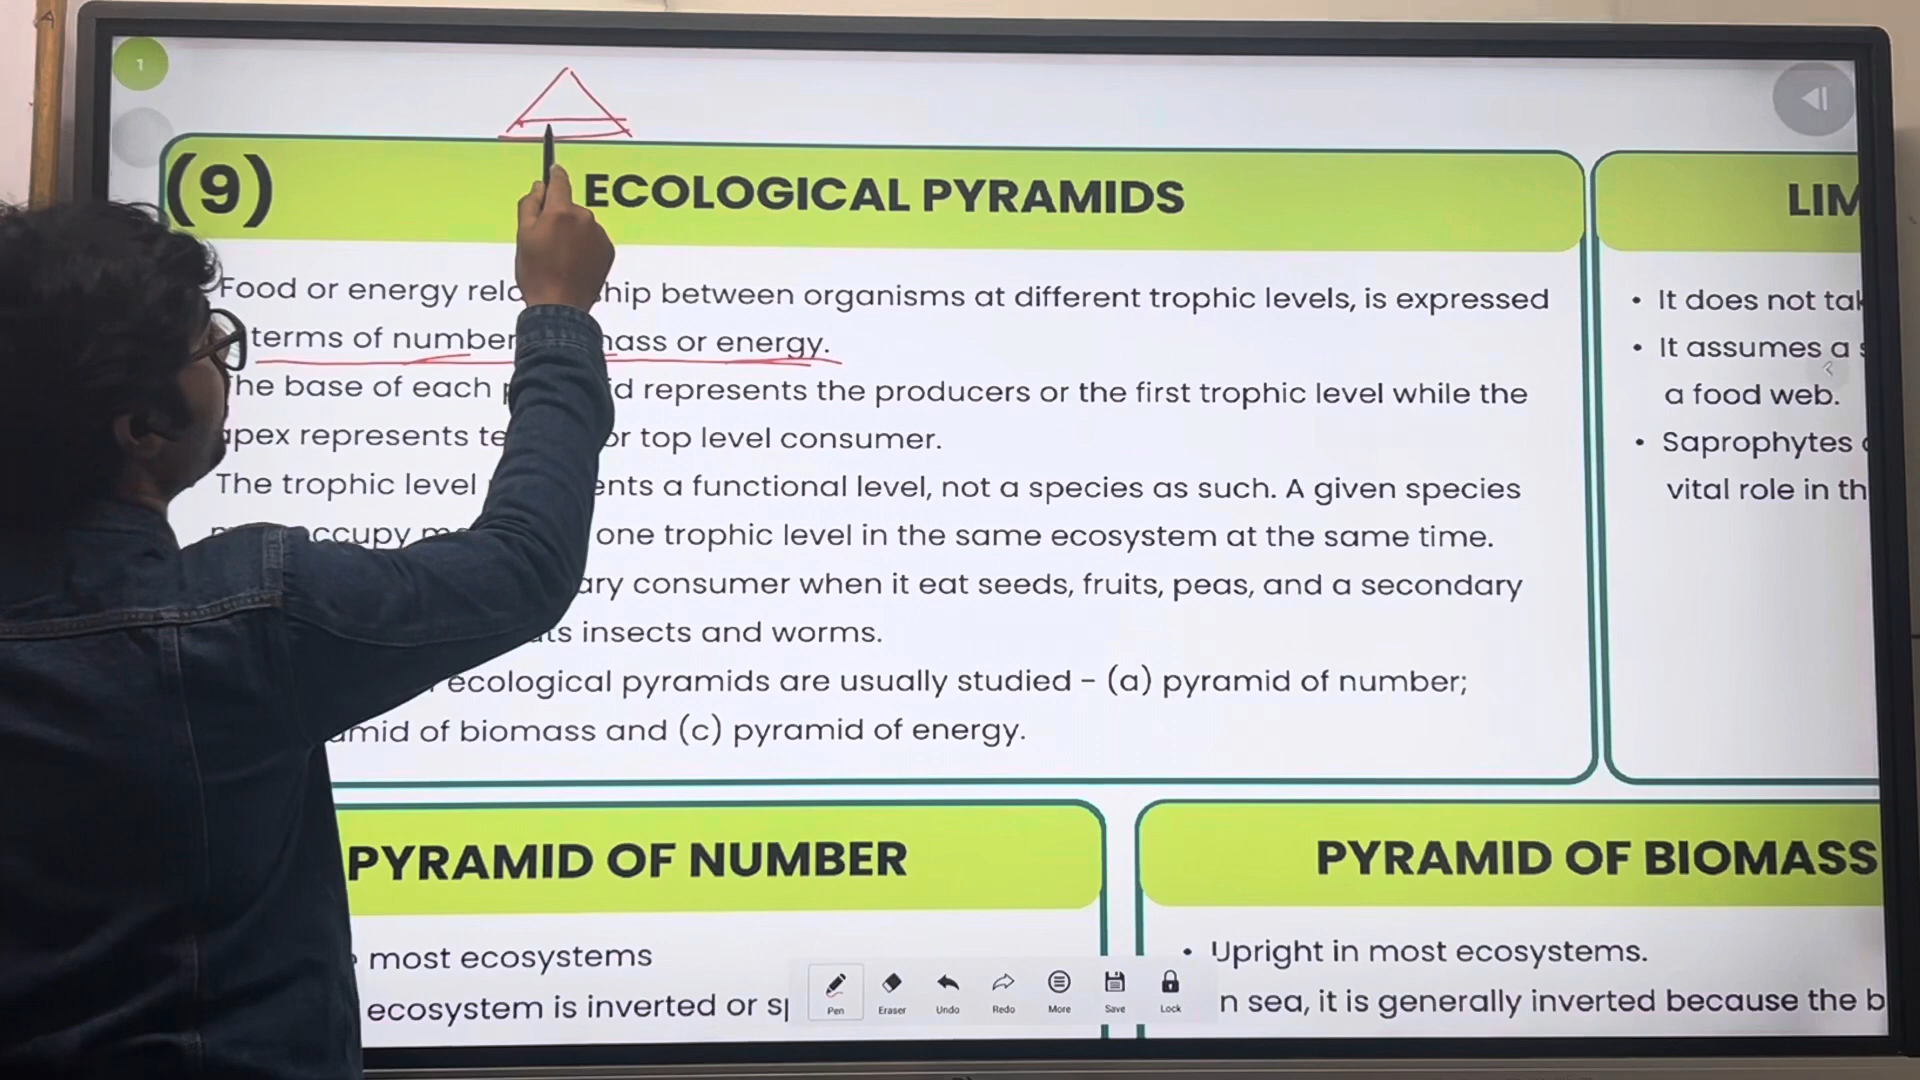 1
(9) ECOLOGICAL PYRAMIDS
Food or energy hip between organisms at different trophic levels, is expressed
terms of number ass or energy.
he base of each d represents the producers or the first trophic level while the
apex represents te or top level consumer.
The trophic level ents a functional level, not a species as such. A given species
ccupy one trophic level in the same ecosystem at the same time.
ary consumer when it eat seeds, fruits, peas, and a secondary
ts insects and worms.
ecological pyramids are usually studied - (a) pyramid of number;
amid of biomass and (c) pyramid of energy.
LIM
• It does not tak
• It assumes a s
a food web.
• Saprophytes
vital role in th
PYRAMID OF NUMBER
most ecosystems
ecosystem is inverted or sp
PYRAMID OF BIOMASS
• Upright in most ecosystems.
n sea, it is generally inverted because the b
Pen Eraser Undo Redo More Save Lock